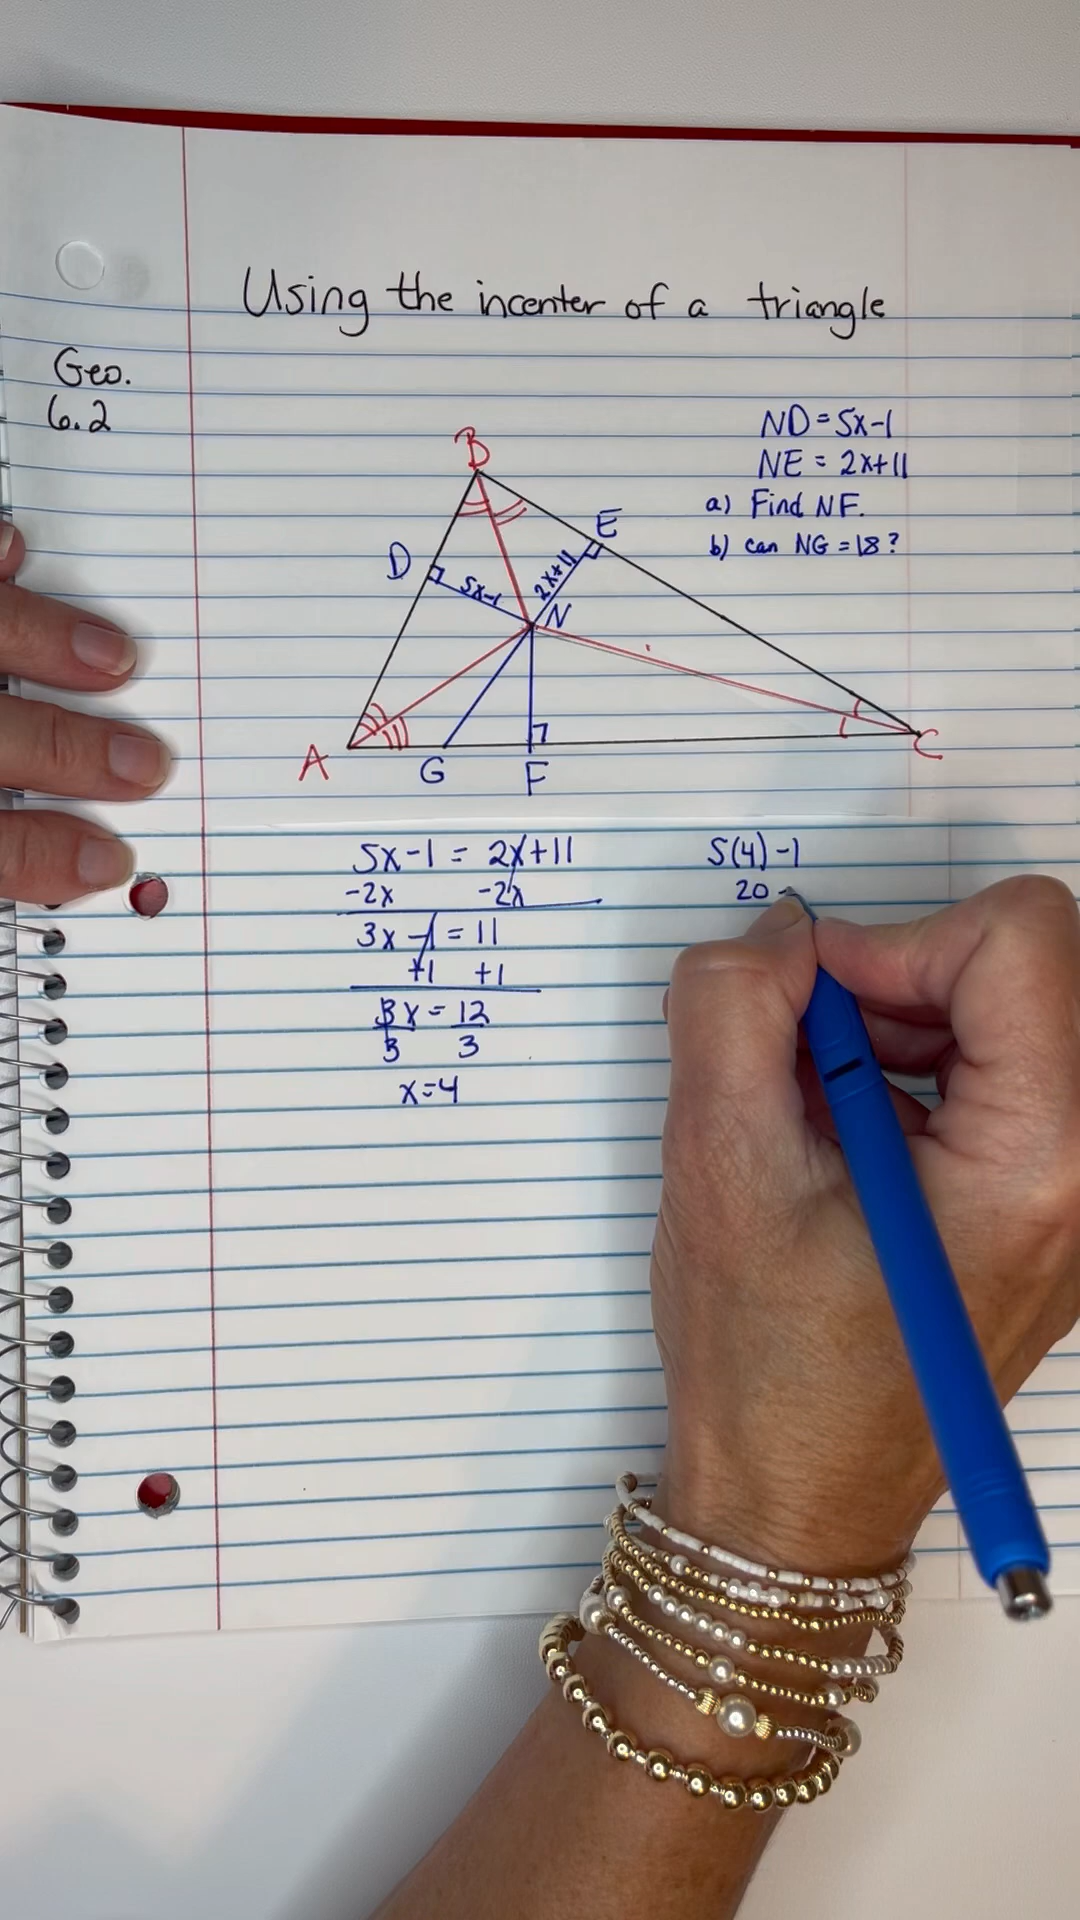 Using the incenter of a triangle
Geo.
6.2
ND=5x-1
NE = 2x+11
a) Find NF.
b) can NG=18?
B
E
D
5x-1
2x+11
N
A
G
F
C
5x-1 = 2x+11
-2x -2x
3x-1 = 11
+1 +1
3x = 12
3 3
x=4
5(4)-1
20 -